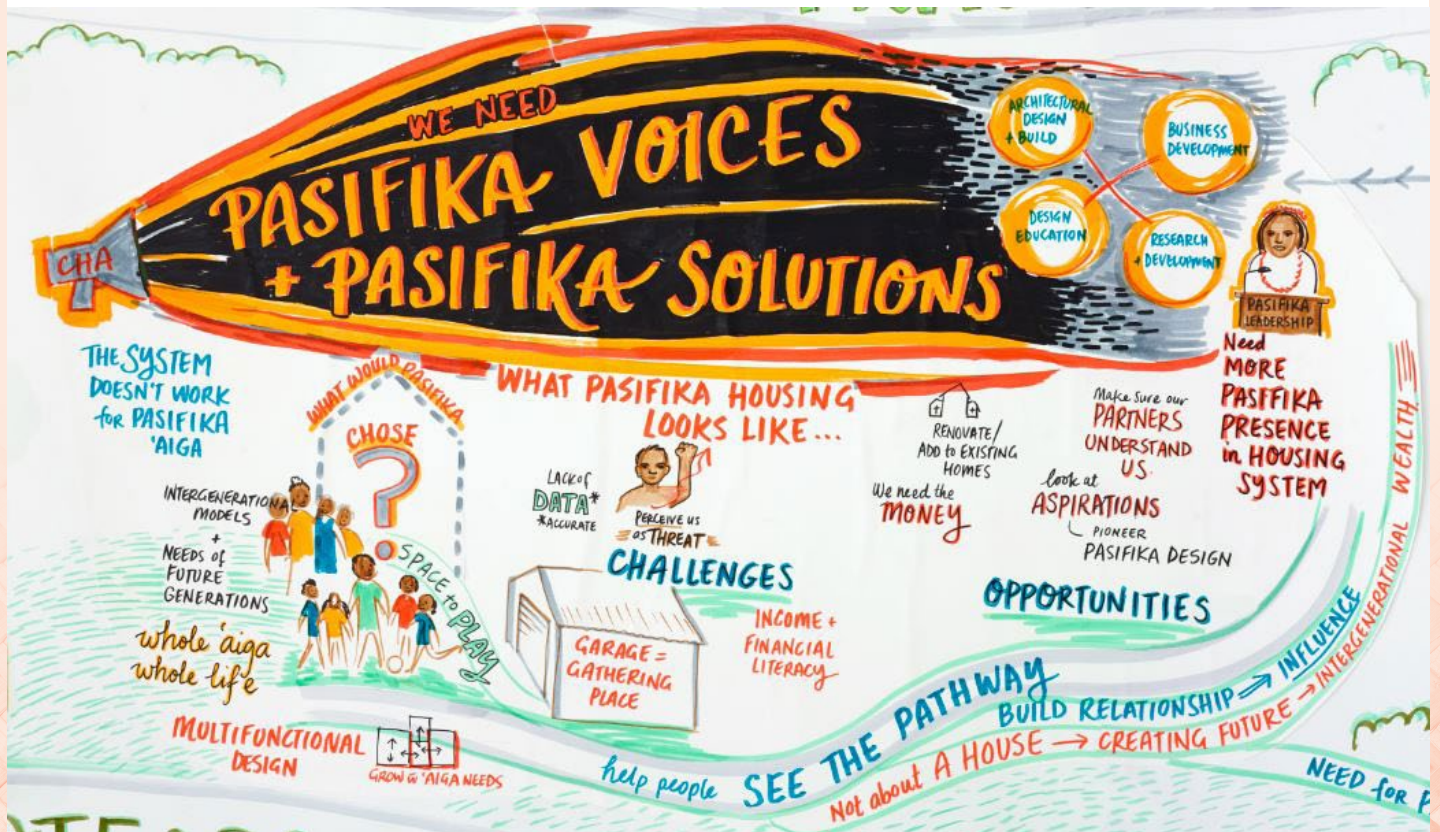 WE NEED
PASIFIKA VOICES
+ PASIFIKA SOLUTIONS
CHA
ARCHITECTURAL
DESIGN
+ BUILD
BUSINESS
DEVELOPMENT
DESIGN
EDUCATION
RESEARCH
+ DEVELOPMENT
PASIFIKA
LEADERSHIP
Need
MORE
PASIFIKA
PRESENCE
in HOUSING
SYSTEM
THE SYSTEM
DOESN'T WORK
for PASIFIKA
'AIGA
WHAT WOULD PASIFIKA
CHOSE
?
INTERGENERATIONAL
MODELS
+
NEEDS of
FUTURE
GENERATIONS
whole 'aiga
whole life
SPACE to PLAY
MULTIFUNCTIONAL
DESIGN
GROW W 'AIGA NEEDS
WHAT PASIFIKA HOUSING
LOOKS LIKE...
LACK of
DATA*
*ACCURATE
PERCEIVE US
as THREAT
CHALLENGES
GARAGE =
GATHERING
PLACE
INCOME +
FINANCIAL
LITERACY
RENOVATE/
ADD to EXISTING
HOMES
We need the
MONEY
Make Sure our
PARTNERS
UNDERSTAND
US.
look at
ASPIRATIONS
PIONEER
PASIFIKA DESIGN
OPPORTUNITIES
help people SEE THE PATHWAY
BUILD RELATIONSHIP → INFLUENCE
Not about A HOUSE → CREATING FUTURE → INTERGENERATIONAL WEALTH
NEED for